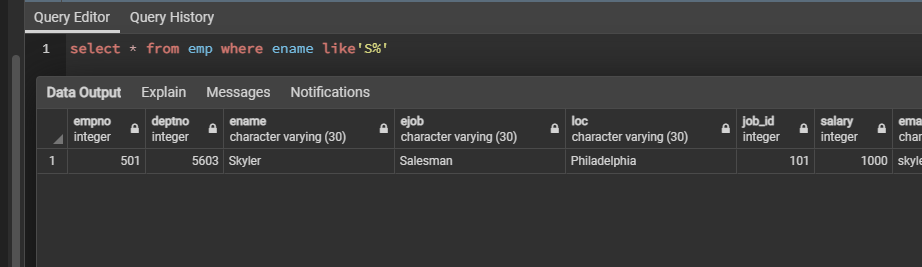 Query Editor Query History
1 select * from emp where ename like'S%'
Data Output Explain Messages Notifications
empno deptno ename ejob loc job_id salary ema
integer integer character varying (30) character varying (30) character varying (30) integer integer char
1 501 5603 Skyler Salesman Philadelphia 101 1000 skyle